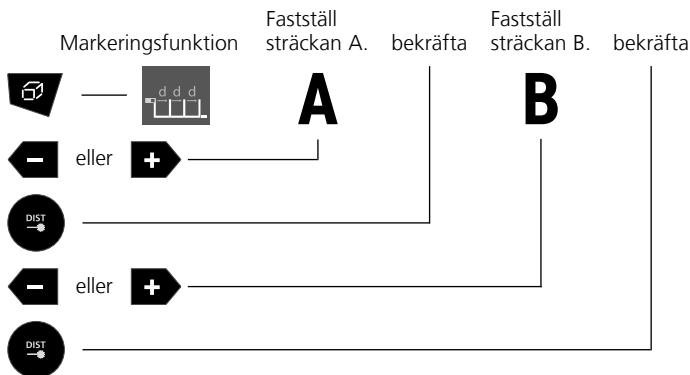 Markeringsfunktion
Fastställ
sträckan A.
bekräfta
Fastställ
sträckan B.
bekräfta
d d d
A
B
− eller +
DIST
− eller +
DIST